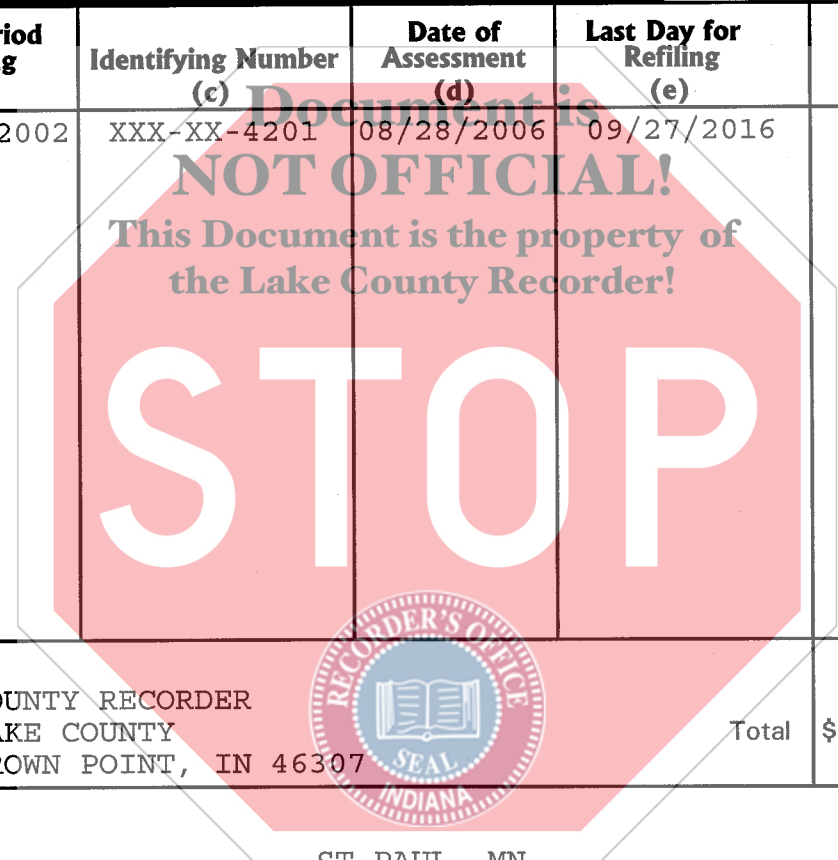 riod
g
Identifying Number
(c)
Date of
Assessment
(d)
Last Day for
Refiling
(e)
2002 XXX-XX-4201 08/28/2006 09/27/2016
Document is
NOT OFFICIAL!
This Document is the property of
the Lake County Recorder!
STOP
RECORDER'S OFFICE
SEAL
INDIANA
OUNTY RECORDER
AKE COUNTY
ROWN POINT, IN 46307
Total $
ST. PAUL, MN